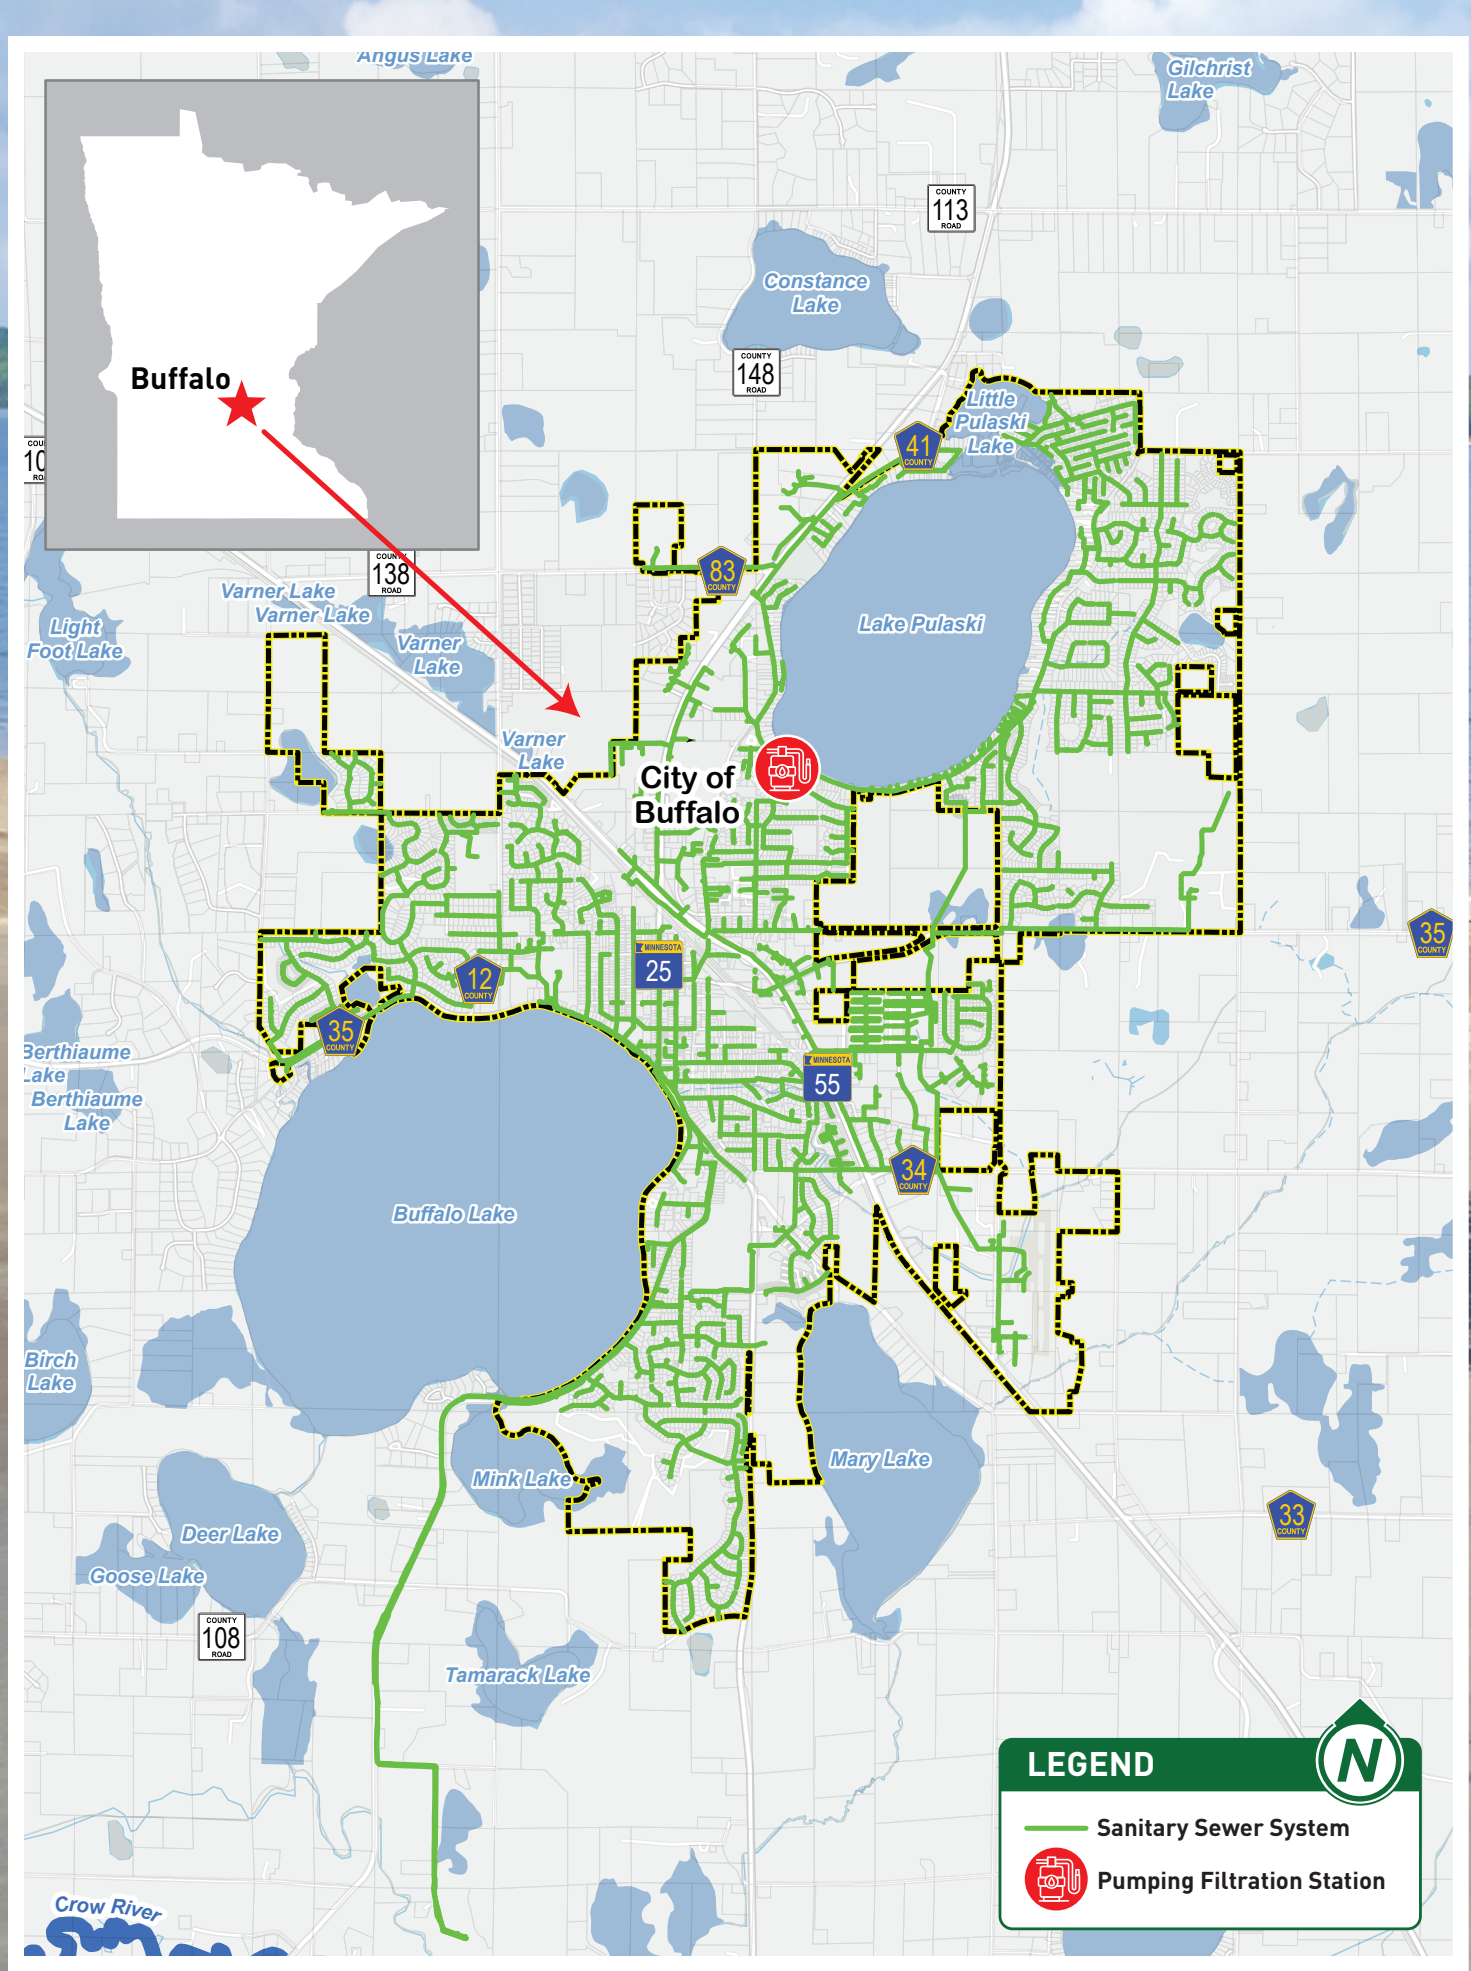 Angus Lake
Gilchrist
Lake
COUNTY
113
ROAD
Constance
Lake
Buffalo
COUNTY
148
ROAD
Little
Pulaski
Lake
41
COUNTY
COUNTY
138
ROAD
83
COUNTY
Varner Lake
Varner Lake
Light
Foot Lake
Varner
Lake
Lake Pulaski
Varner
Lake
City of
Buffalo
35
COUNTY
MINNESOTA
25
12
COUNTY
35
COUNTY
Berthiaume
Lake
Berthiaume
Lake
MINNESOTA
55
34
COUNTY
Buffalo Lake
Birch
Lake
Mary Lake
Mink Lake
33
COUNTY
Deer Lake
Goose Lake
COUNTY
108
ROAD
Tamarack Lake
LEGEND
N
Sanitary Sewer System
Pumping Filtration Station
Crow River